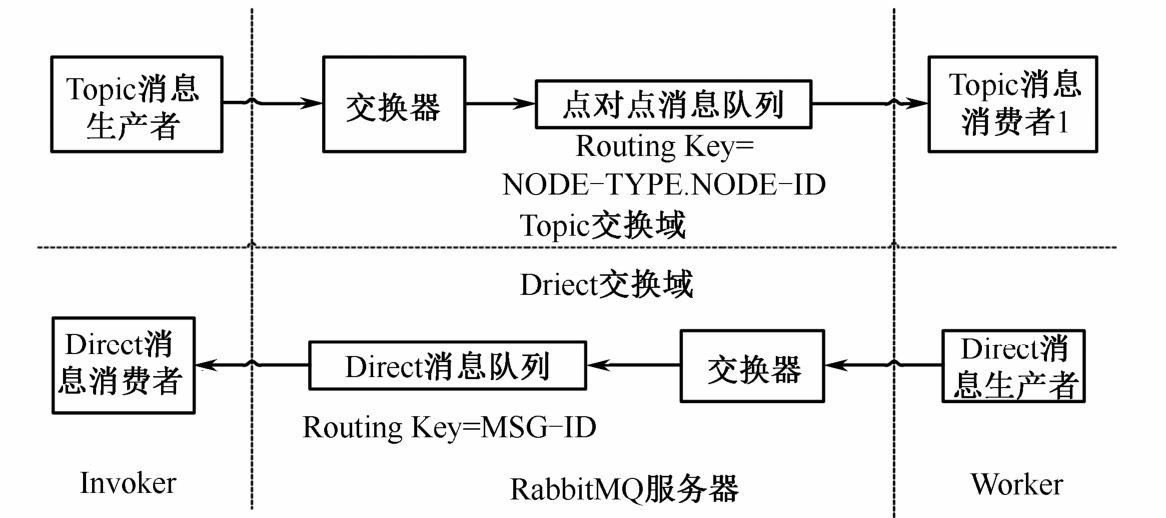 Topic消息
生产者
交换器
点对点消息队列
Topic消息
消费者1
Routing Key=
NODE-TYPE.NODE-ID
Topic交换域
Driect交换域
Direct消
息消费者
Direct消息队列
交换器
Direct消
息生产者
Routing Key=MSG-ID
Invoker
RabbitMQ服务器
Worker